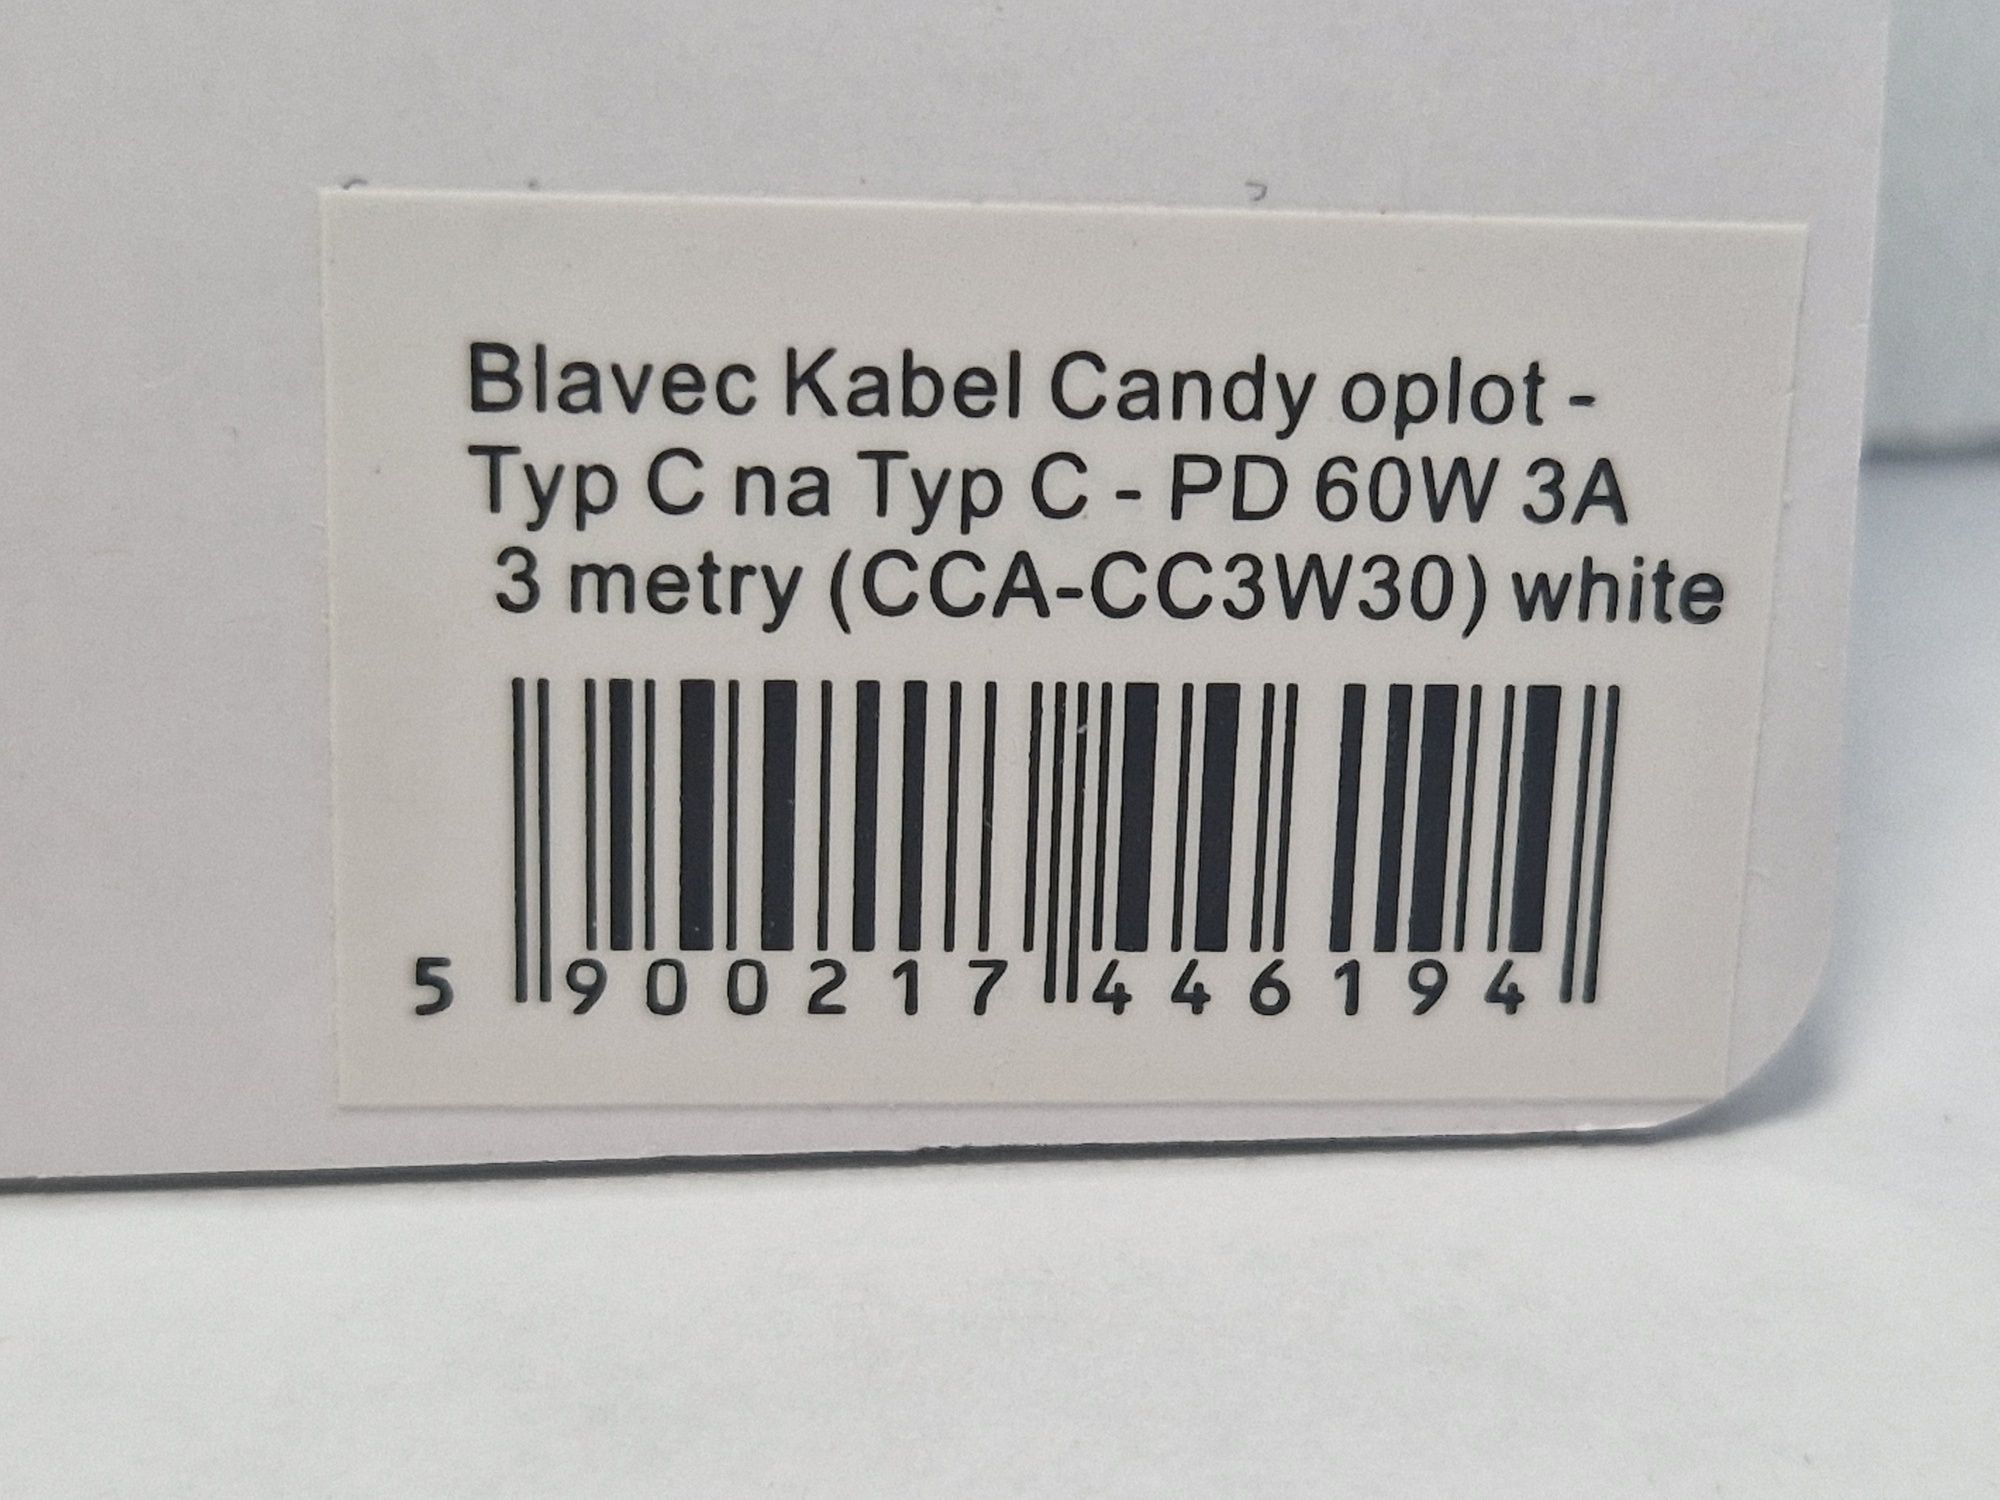 Blavec Kabel Candy oplot -
Typ C na Typ C - PD 60W 3A
3 metry (CCA-CC3W30) white
5 900217 446194